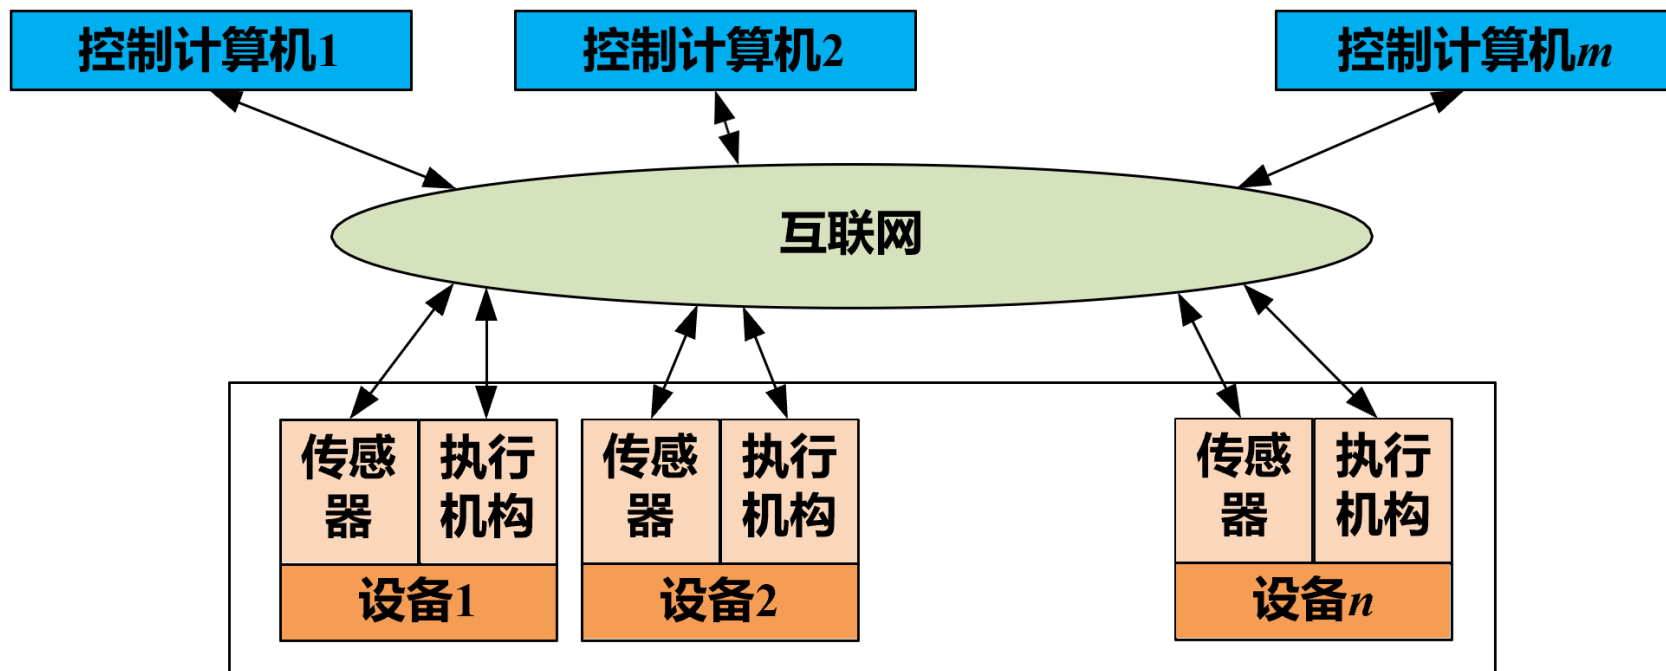 控制计算机1
控制计算机2
控制计算机m
互联网
传感
器
执行
机构
传感
器
执行
机构
传感
器
执行
机构
设备1
设备2
设备n